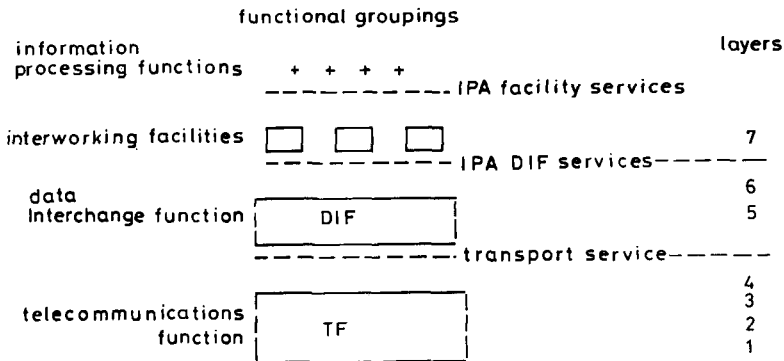 functional groupings
layers
information
processing functions + + + +
IPA facility services
interworking facilities
7
IPA DIF services
data
Interchange function
DIF
6
5
transport service
telecommunications
function
TF
4
3
2
1